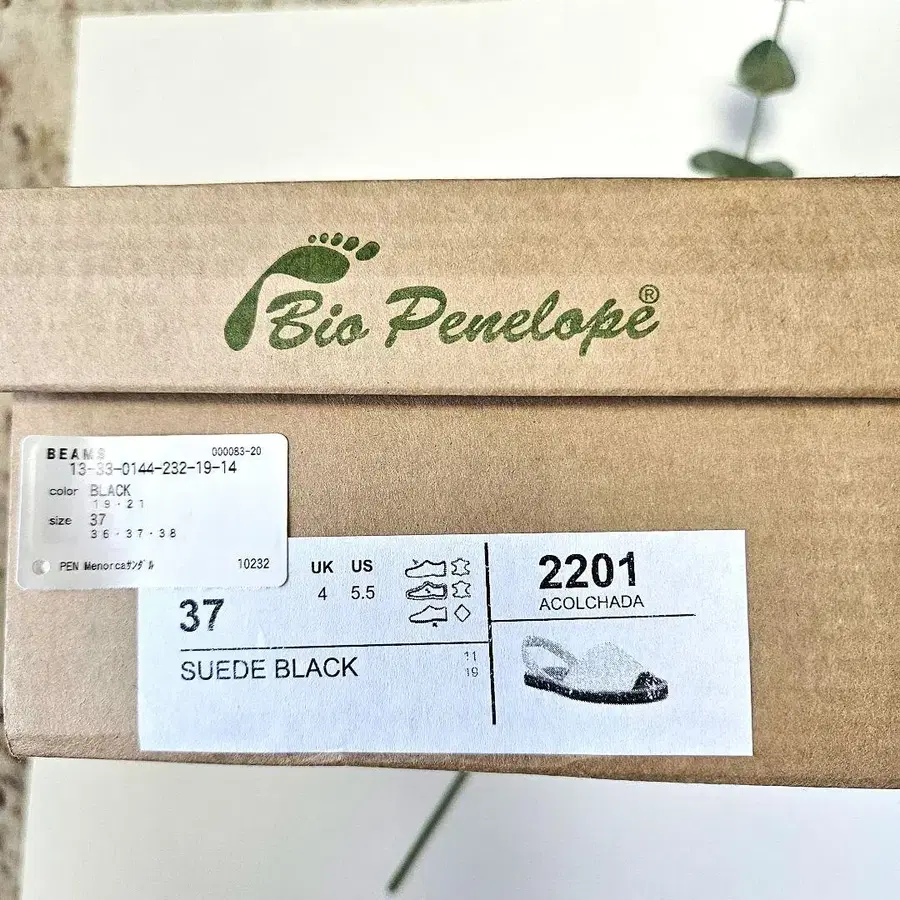 Bio Penelope®
BEAMS 000083-20
13-33-0144-232-19-14
color BLACK
19・21
size 37
36・37・38
PEN Menorcaｻﾝﾀﾞﾙ 10232
37
UK US
4 5.5
SUEDE BLACK
11
19
2201
ACOLCHADA